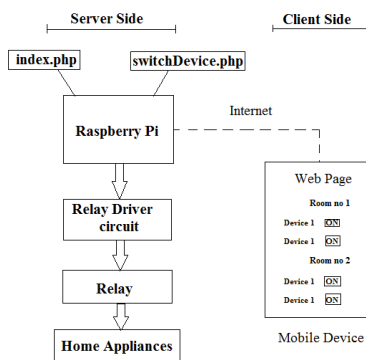 Server Side
Client Side
index.php
switchDevice.php
Raspberry Pi
Internet
Relay Driver
circuit
Relay
Home Appliances
Web Page
Room no 1
Device 1 ON
Device 1 ON
Room no 2
Device 1 ON
Device 1 ON
Mobile Device